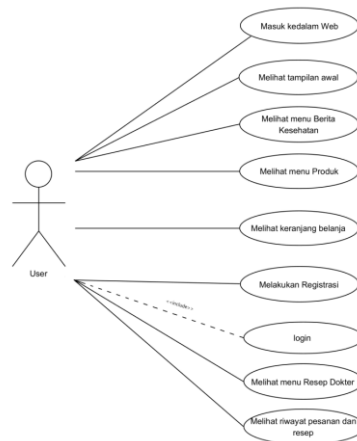 Masuk kedalam Web
Melihat tampilan awal
Melihat menu Berita
Kesehatan
Melihat menu Produk
User
Melihat keranjang belanja
Melakukan Registrasi
<<include>>
login
Melihat menu Resep Dokter
Melihat riwayat pesanan dan
resep